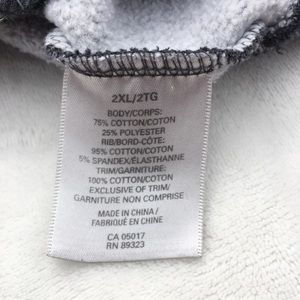 2XL/2TG
BODY/CORPS:
75% COTTON/COTON
25% POLYESTER
RIB/BORD-CÔTE:
95% COTTON/COTON
5% SPANDEX/ÉLASTHANNE
TRIM/GARNITURE:
100% COTTON/COTON
EXCLUSIVE OF TRIM/
GARNITURE NON COMPRISE
MADE IN CHINA/
FABRIQUÉ EN CHINE
CA 05017
RN 89323